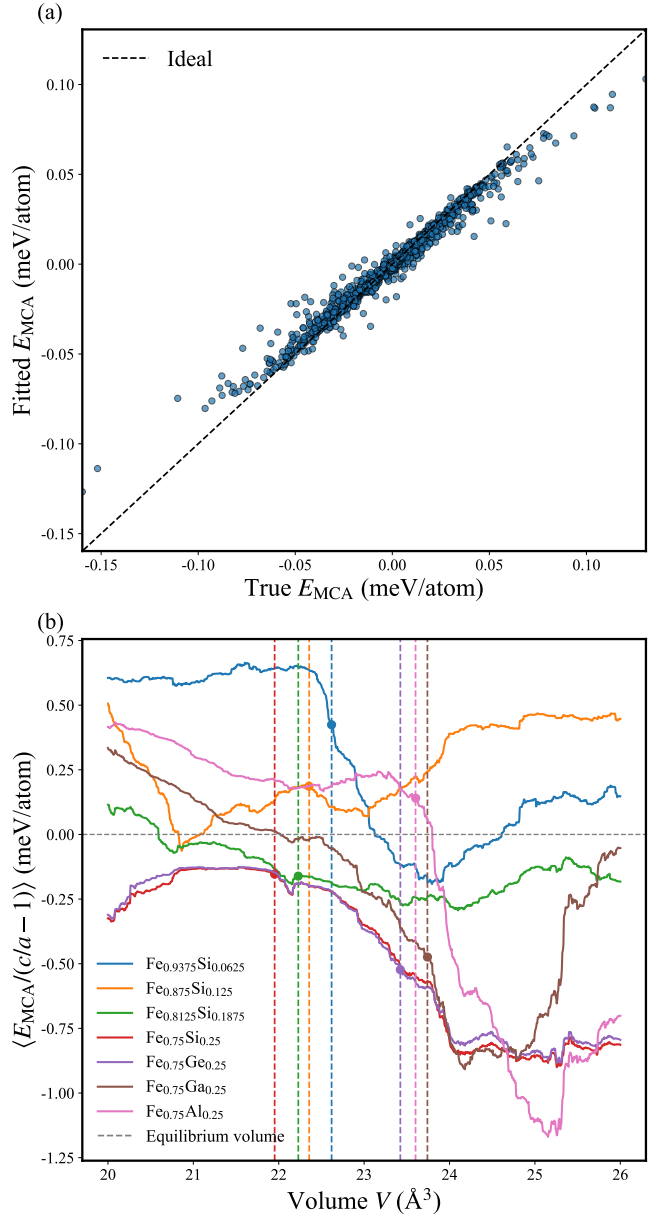 (a)
Ideal
0.10
0.05
0.00
-0.05
-0.10
-0.15
Fitted E_MCA (meV/atom)
-0.15 -0.10 -0.05 0.00 0.05 0.10
True E_MCA (meV/atom)
(b)
0.75
0.50
0.25
0.00
-0.25
-0.50
-0.75
-1.00
-1.25
⟨E_MCA/(c/a − 1)⟩ (meV/atom)
Fe0.9375Si0.0625
Fe0.875Si0.125
Fe0.8125Si0.1875
Fe0.75Si0.25
Fe0.75Ge0.25
Fe0.75Ga0.25
Fe0.75Al0.25
Equilibrium volume
20 21 22 23 24 25 26
Volume V (Å³)